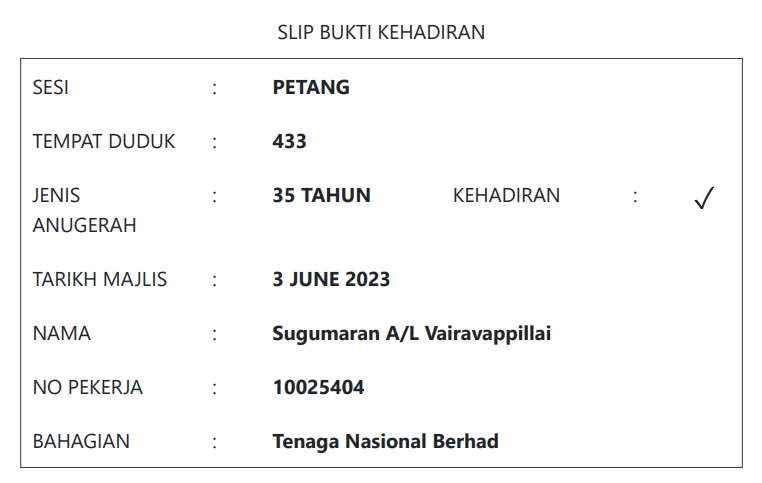 SLIP BUKTI KEHADIRAN
SESI : PETANG
TEMPAT DUDUK : 433
JENIS ANUGERAH : 35 TAHUN KEHADIRAN : ✓
TARIKH MAJLIS : 3 JUNE 2023
NAMA : Sugumaran A/L Vairavappillai
NO PEKERJA : 10025404
BAHAGIAN : Tenaga Nasional Berhad